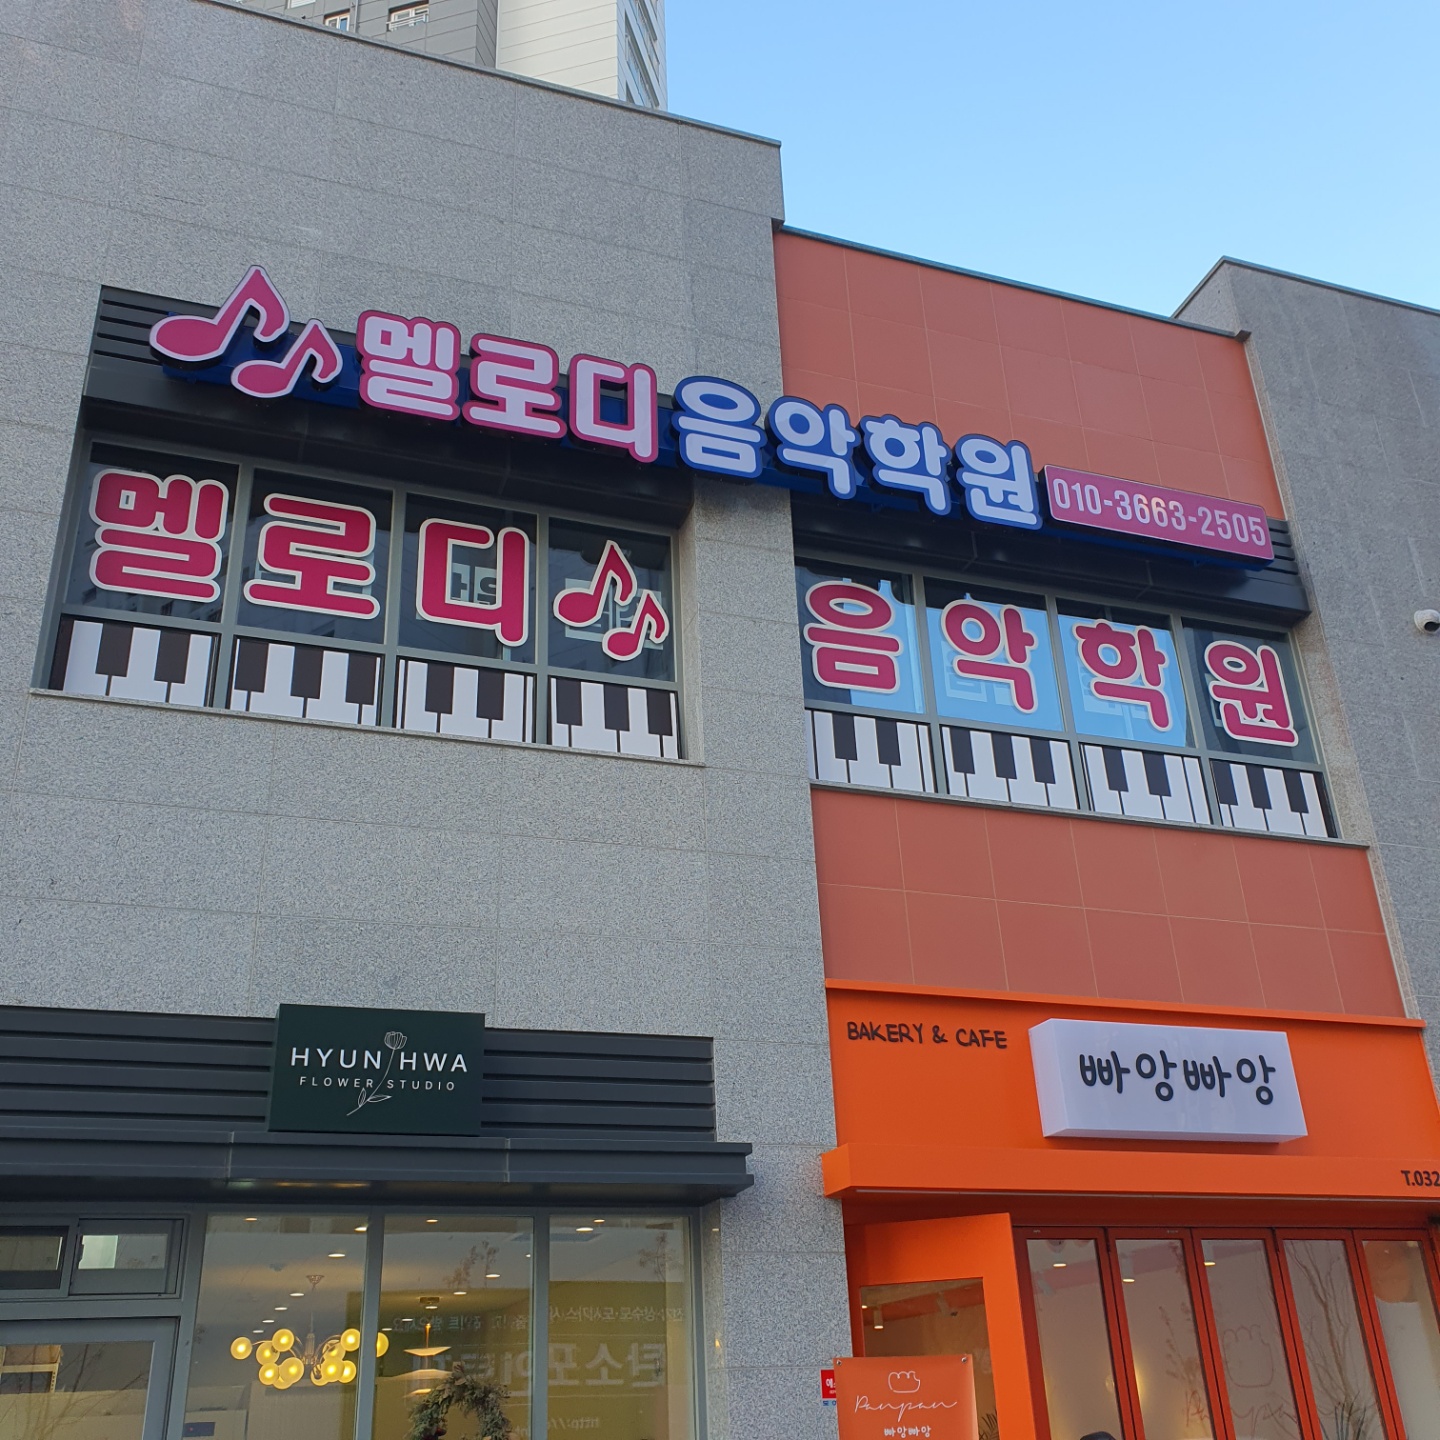 멜로디음악학원 010-3663-2505
멜로디 음악학원
HYUN HWA
FLOWER STUDIO
BAKERY & CAFE
빠앙빠앙
T.032
Panpan
빠앙빠앙